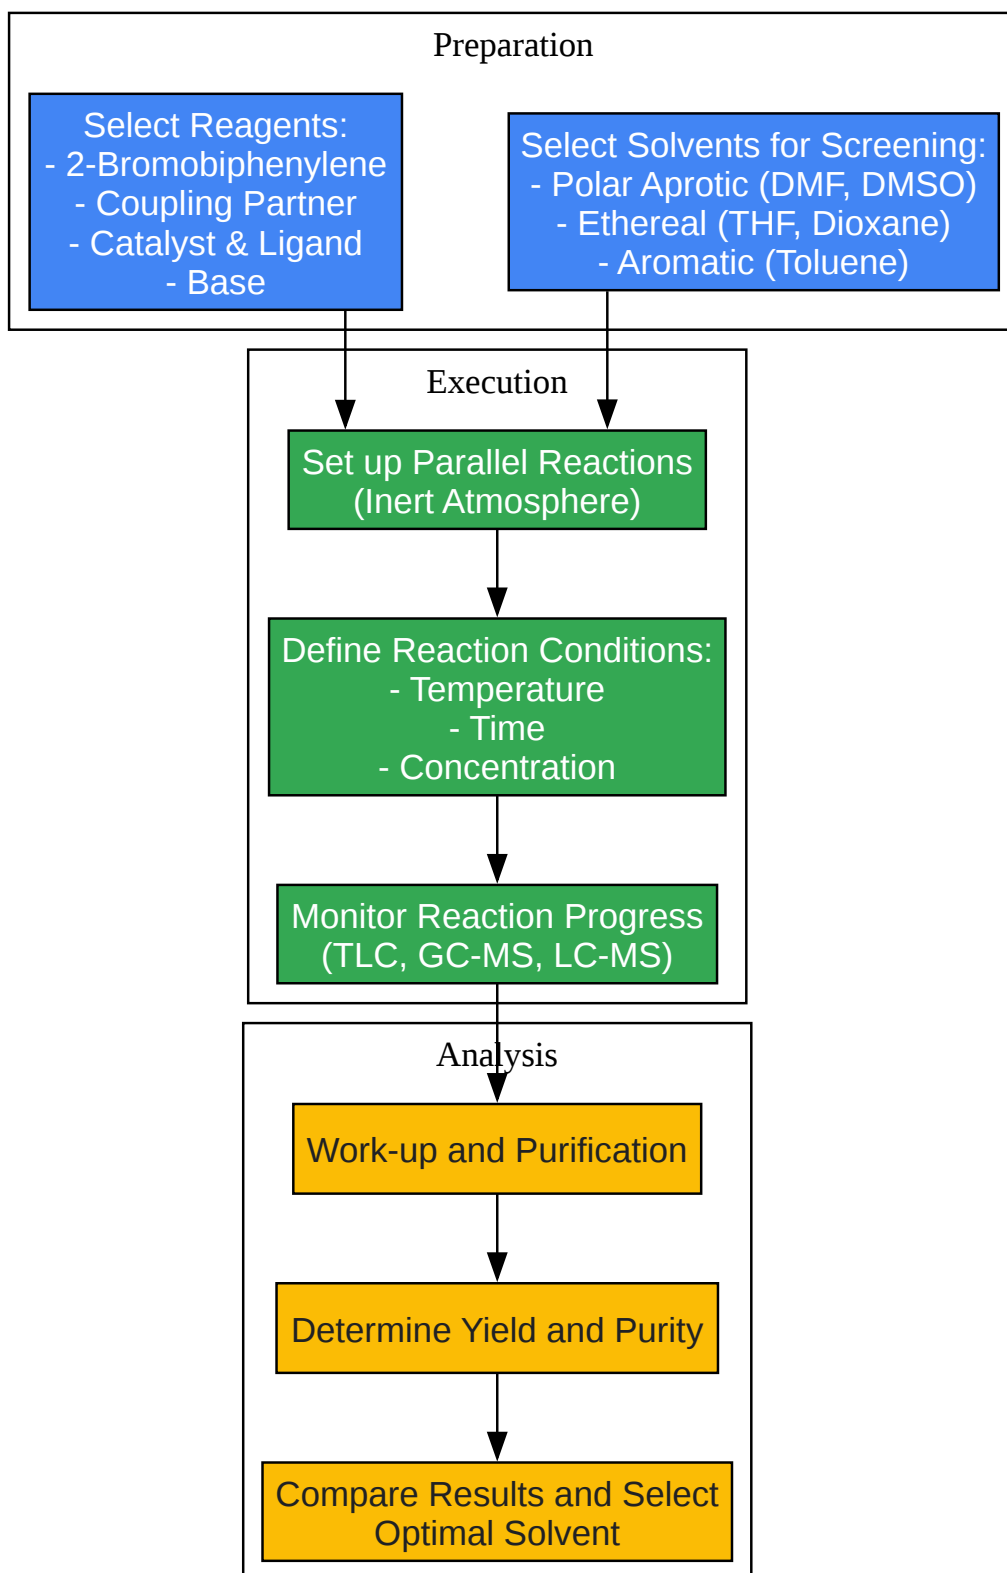 Preparation
Select Reagents:
- 2-Bromobiphenylene
- Coupling Partner
- Catalyst & Ligand
- Base
Select Solvents for Screening:
- Polar Aprotic (DMF, DMSO)
- Ethereal (THF, Dioxane)
- Aromatic (Toluene)
Execution
Set up Parallel Reactions
(Inert Atmosphere)
Define Reaction Conditions:
- Temperature
- Time
- Concentration
Monitor Reaction Progress
(TLC, GC-MS, LC-MS)
Analysis
Work-up and Purification
Determine Yield and Purity
Compare Results and Select
Optimal Solvent